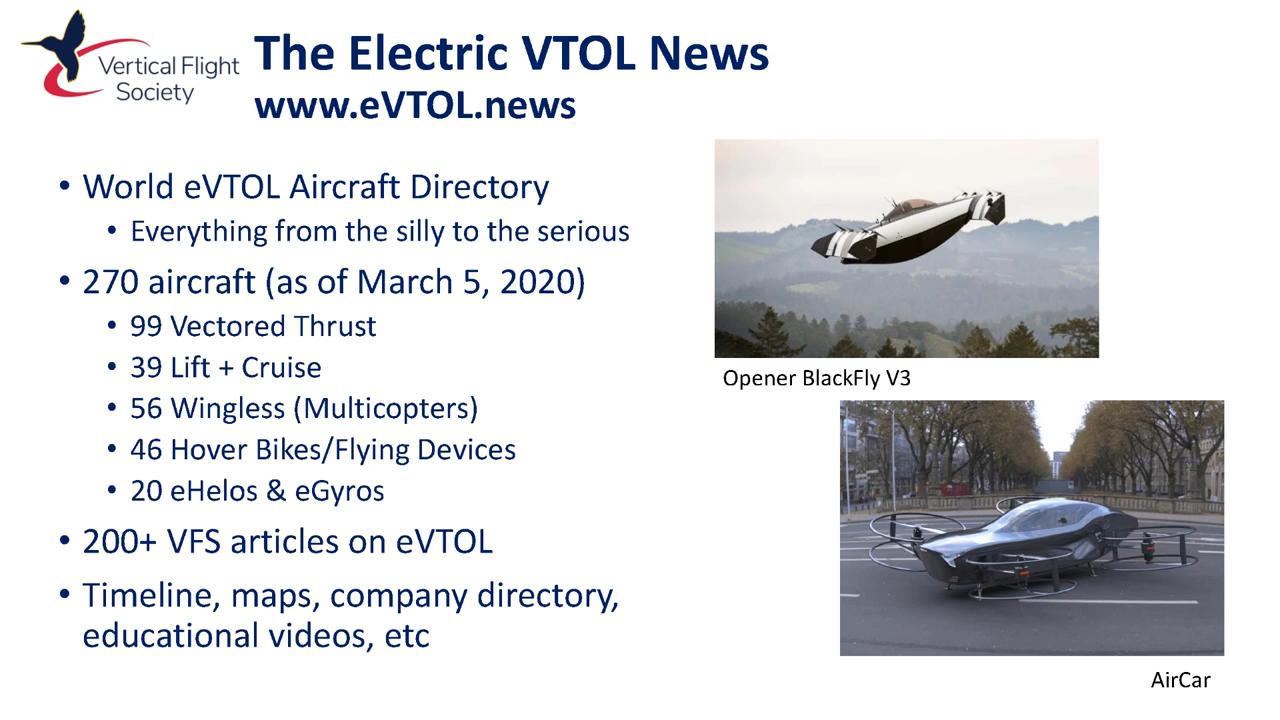 Vertical Flight
Society
The Electric VTOL News
www.eVTOL.news
• World eVTOL Aircraft Directory
• Everything from the silly to the serious
• 270 aircraft (as of March 5, 2020)
• 99 Vectored Thrust
• 39 Lift + Cruise
• 56 Wingless (Multicopters)
• 46 Hover Bikes/Flying Devices
• 20 eHelos & eGyros
• 200+ VFS articles on eVTOL
• Timeline, maps, company directory,
educational videos, etc
Opener BlackFly V3
AirCar